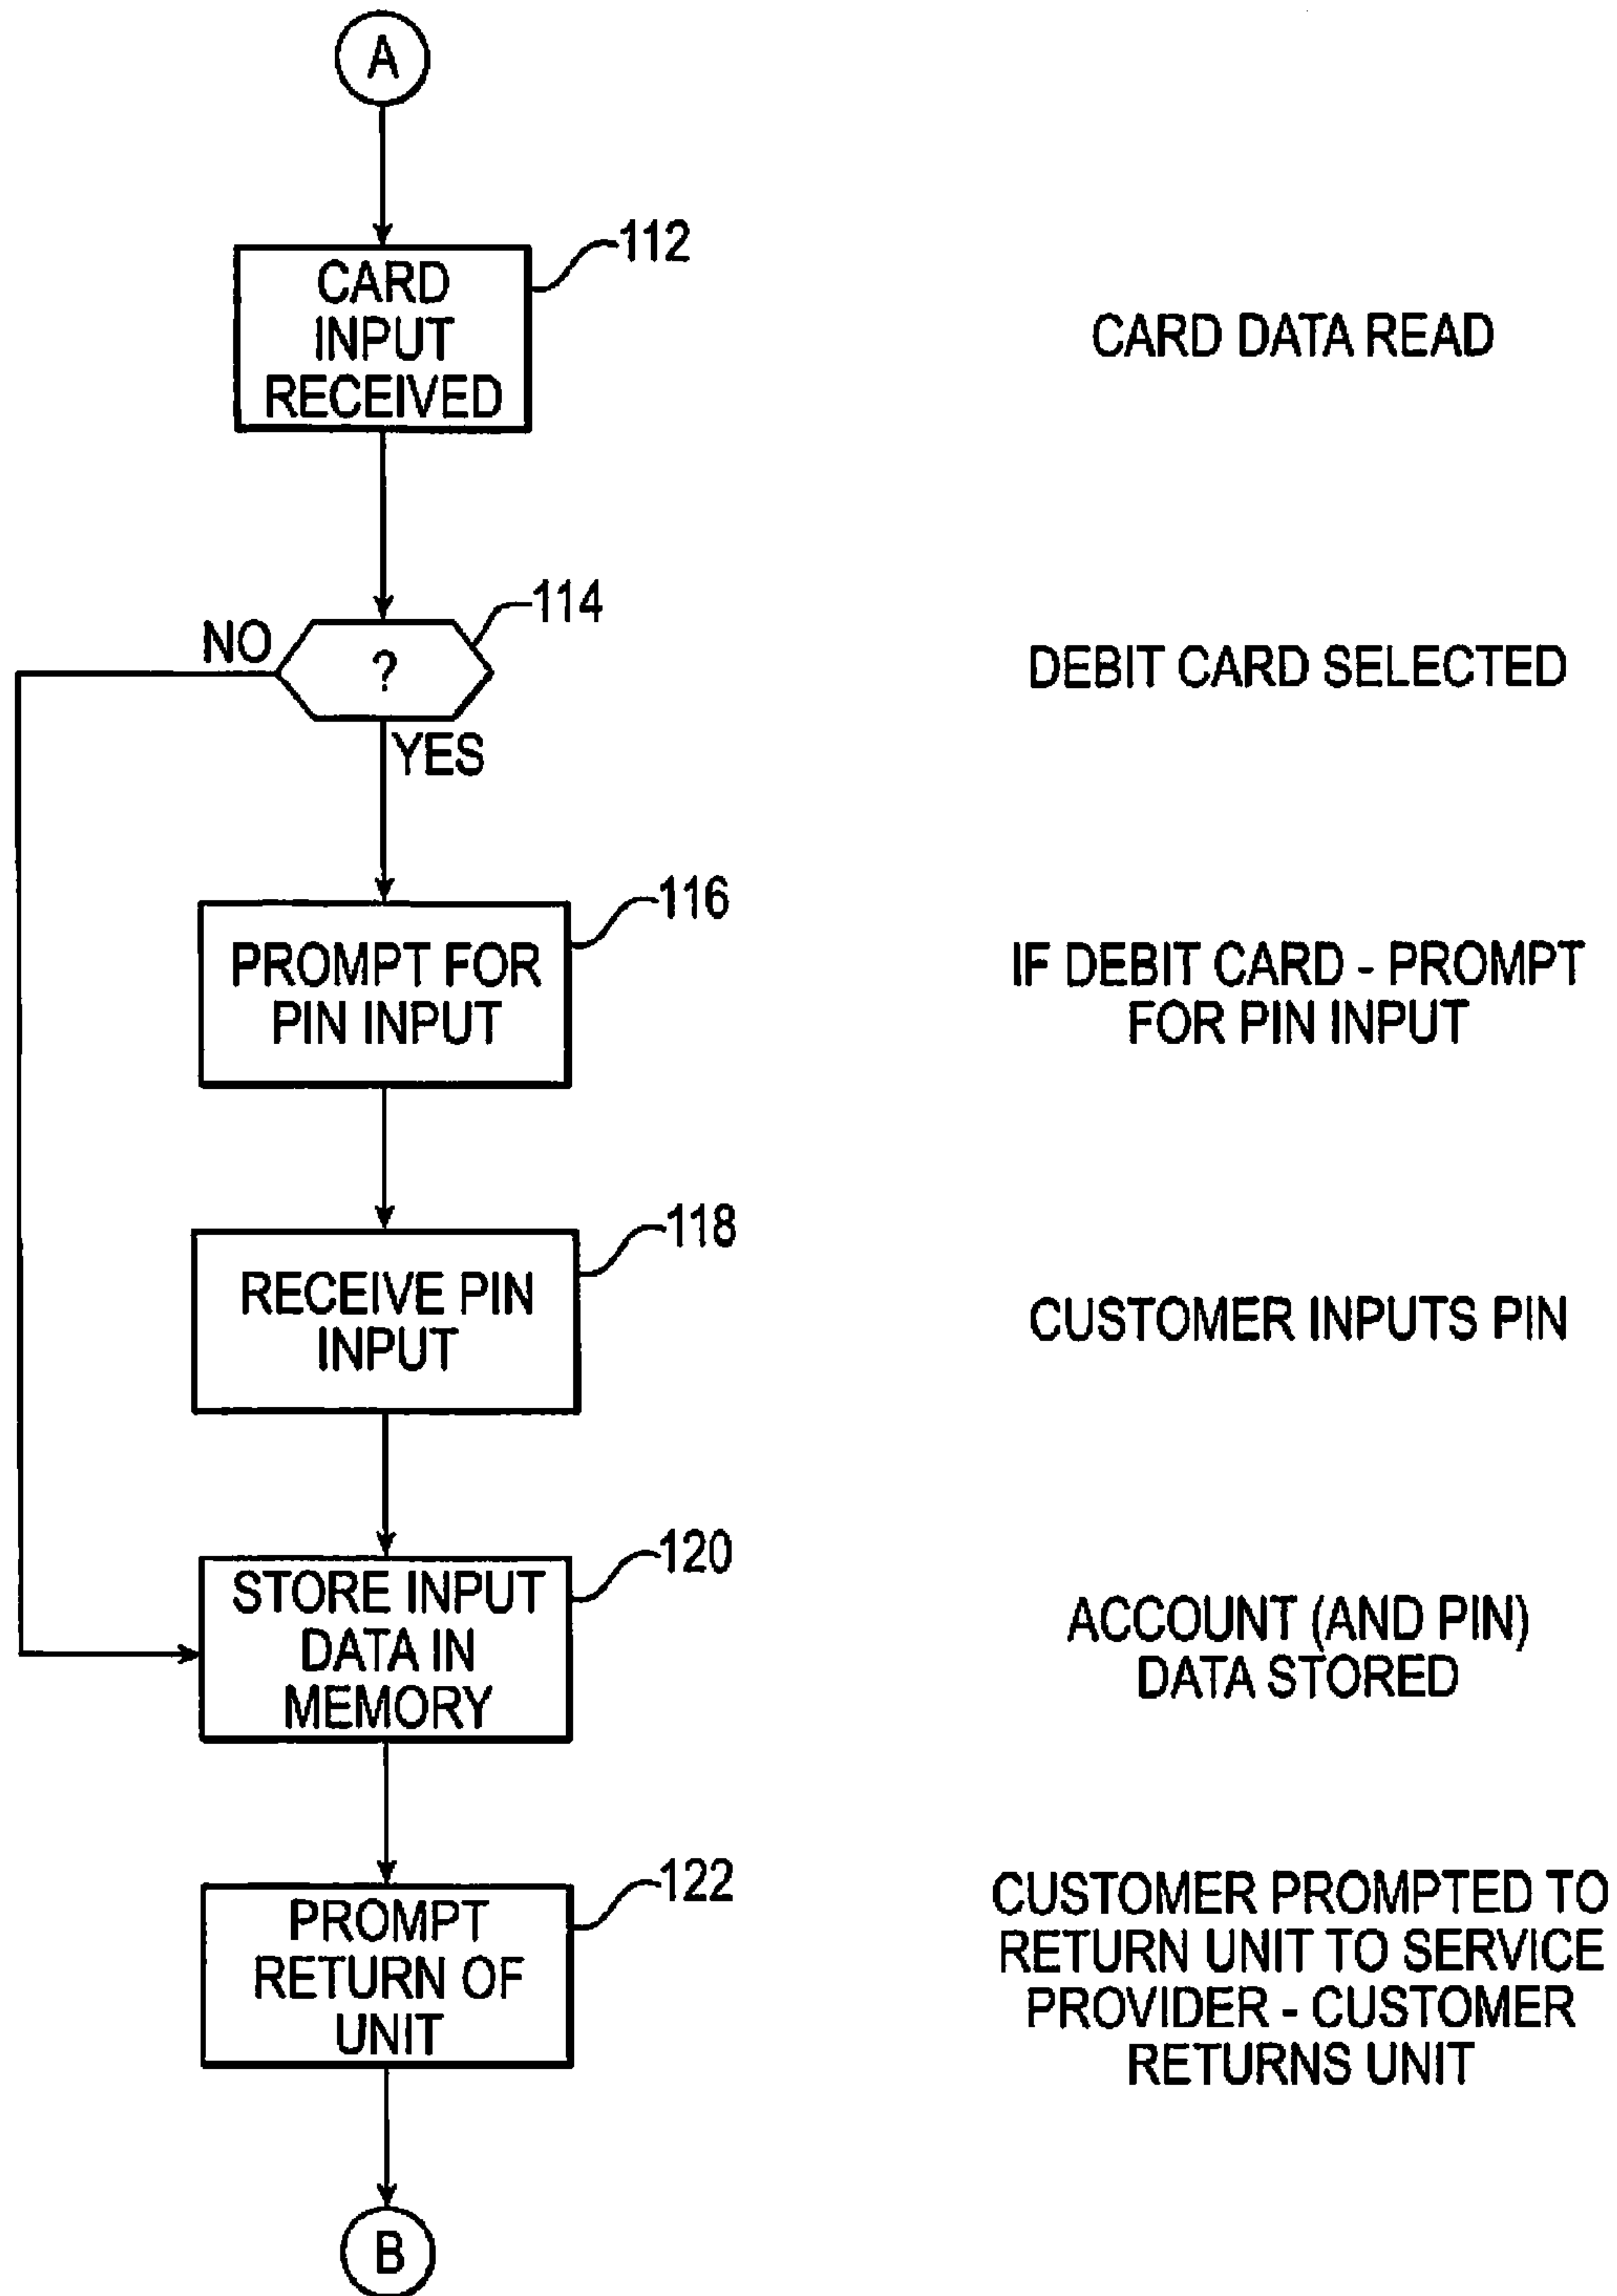 A
112
CARD
INPUT
RECEIVED
CARD DATA READ
114
NO
?
DEBIT CARD SELECTED
YES
116
PROMPT FOR
PIN INPUT
IF DEBIT CARD - PROMPT
FOR PIN INPUT
118
RECEIVE PIN
INPUT
CUSTOMER INPUTS PIN
120
STORE INPUT
DATA IN
MEMORY
ACCOUNT (AND PIN)
DATA STORED
122
PROMPT
RETURN OF
UNIT
CUSTOMER PROMPTED TO
RETURN UNIT TO SERVICE
PROVIDER - CUSTOMER
RETURNS UNIT
B